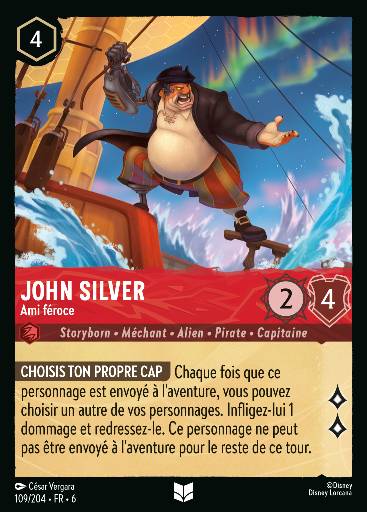 4
JOHN SILVER
Ami féroce
2
4
Storyborn • Méchant • Alien • Pirate • Capitaine
CHOISIS TON PROPRE CAP Chaque fois que ce
personnage est envoyé à l'aventure, vous pouvez
choisir un autre de vos personnages. Infligez-lui 1
dommage et redressez-le. Ce personnage ne peut
pas être envoyé à l'aventure pour le reste de ce tour.
César Vergara
©Disney
109/204 • FR • 6
Disney Lorcana